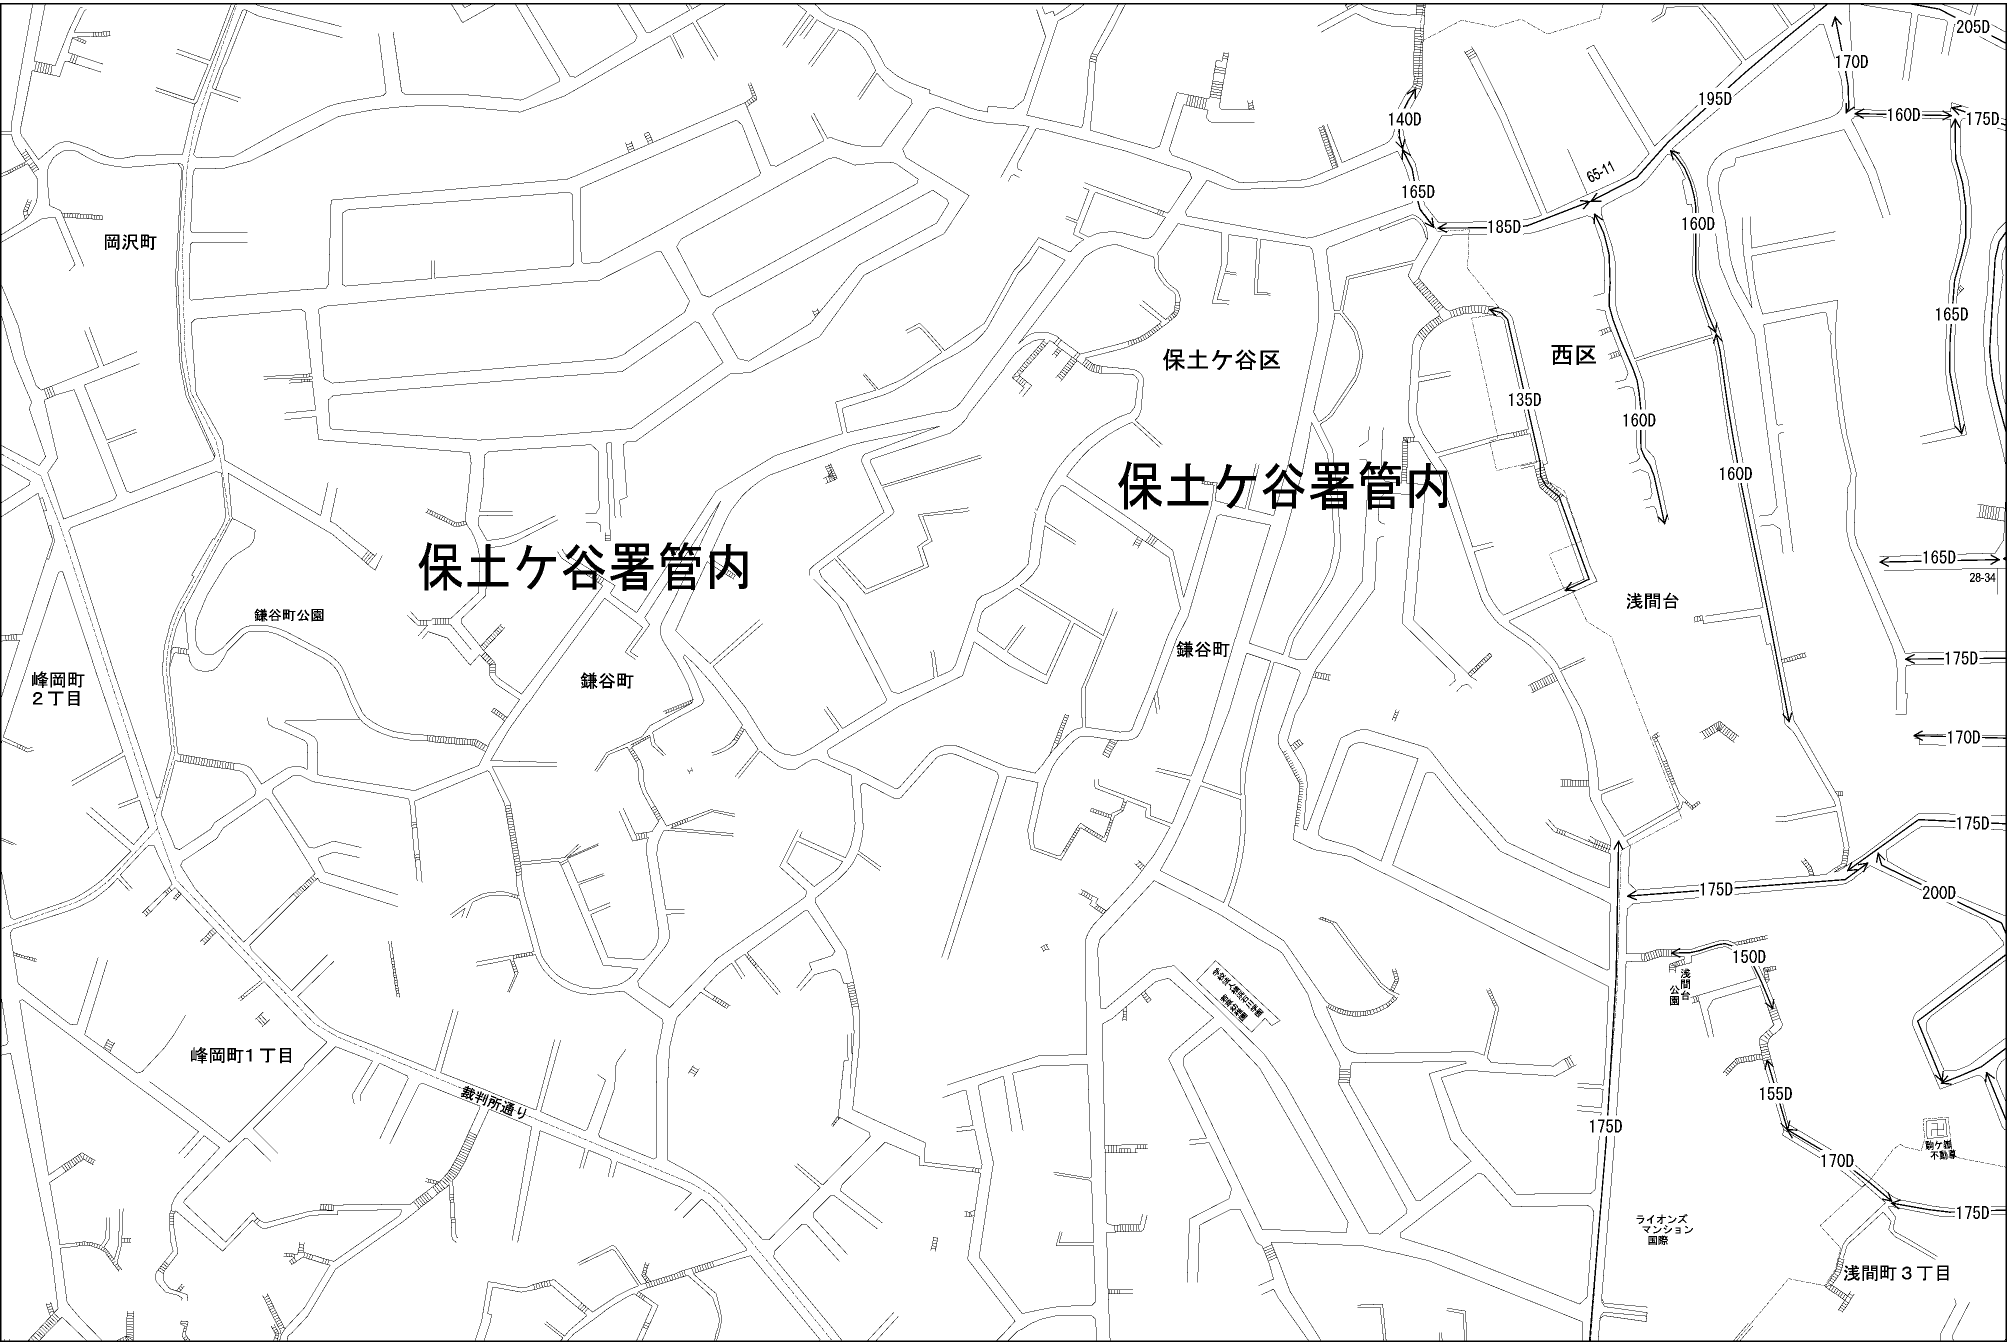 205D
170D
195D
160D
175D
140D
65-11
165D
185D
160D
岡沢町
165D
保土ケ谷区
西区
135D
160D
160D
保土ケ谷署管内
保土ケ谷署管内
165D
28-34
浅間台
鎌谷町公園
鎌谷町
175D
峰岡町
2丁目
鎌谷町
170D
175D
175D
200D
150D
浅間台
公園
峰岡町1丁目
裁判所通り
155D
175D
170D
不動尊
175D
ライオンズ
マンション
国際
浅間町3丁目